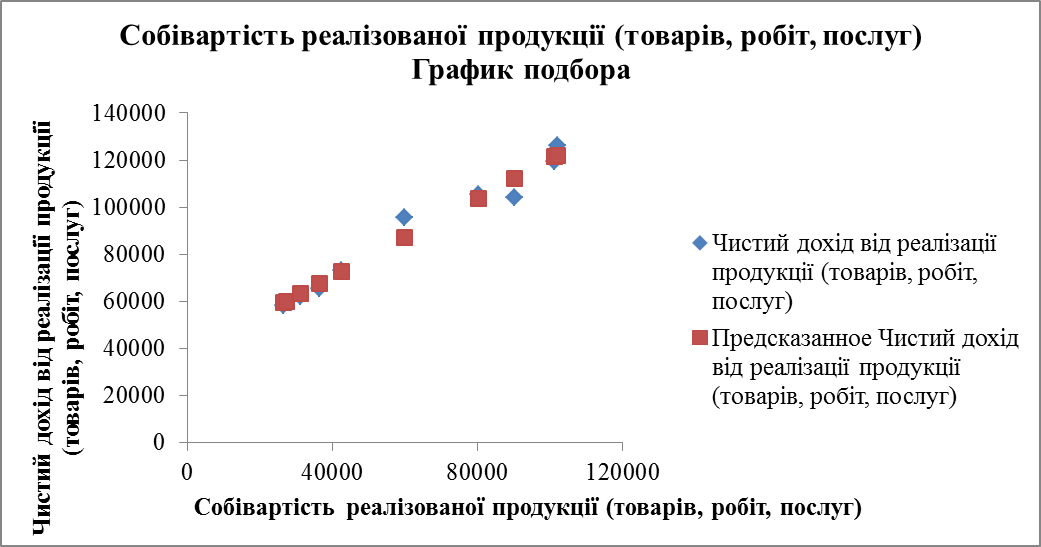 Собівартість реалізованої продукції (товарів, робіт, послуг)
График подбора
Чистий дохід від реалізації продукції
(товарів, робіт, послуг)
140000
120000
100000
80000
60000
40000
20000
0
0
40000
80000
120000
Собівартість реалізованої продукції (товарів, робіт, послуг)
Чистий дохід від реалізації
продукції (товарів, робіт,
послуг)
Предсказанное Чистий дохід
від реалізації продукції
(товарів, робіт, послуг)